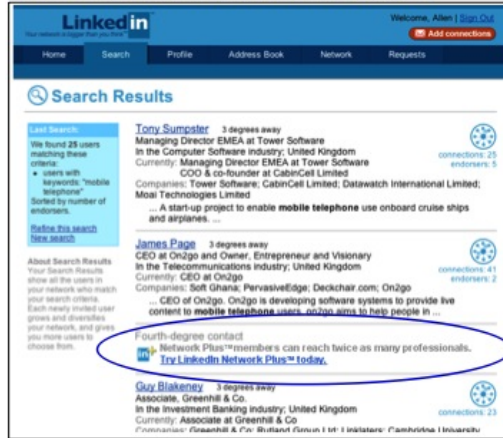 Linked in
Your network is bigger than you think™
Welcome, Allen | Sign Out
Add connections
Home Search Profile Address Book Network Requests
Search Results
Last Search:
We found 25 users
matching these
criteria:
users with
keywords: "mobile
telephone"
Sorted by number of
endorsers.
Refine this search
New search
About Search Results
Your Search Results
show all the users in
your network who match
your search criteria.
Each newly invited user
grows and diversifies
your network, and gives
you more users to
choose from.
Tony Sumpster 3 degrees away
Managing Director EMEA at Tower Software
In the Computer Software industry; United Kingdom
Currently: Managing Director EMEA at Tower Software
COO & co-founder at CabinCell Limited
Companies: Tower Software; CabinCell Limited; Datawatch International Limited;
Moai Technologies Limited
... A start-up project to enable mobile telephone use onboard cruise ships
and airplanes. ...
connections: 25
endorsers: 5
James Page 3 degrees away
CEO at On2go and Owner, Entrepreneur and Visionary
In the Telecommunications industry; United Kingdom
Currently: CEO at On2go
Companies: Soft Ghana; PervasiveEdge; Deckchair.com; On2go
... CEO of On2go. On2go is developing software systems to provide live
content to mobile telephone users. on2go aims to help people in ...
connections: 41
endorsers: 2
Fourth-degree contact
Network Plus™ members can reach twice as many professionals.
in
Try LinkedIn Network Plus™ today.
Guy Blakeney 3 degrees away
Associate, Greenhill & Co.
In the Investment Banking industry; United Kingdom
Currently: Associate at Greenhill & Co
Companies: Greenhill & Co; Rutland Group Ltd; Linklaters; Cambridge University
connections: 23